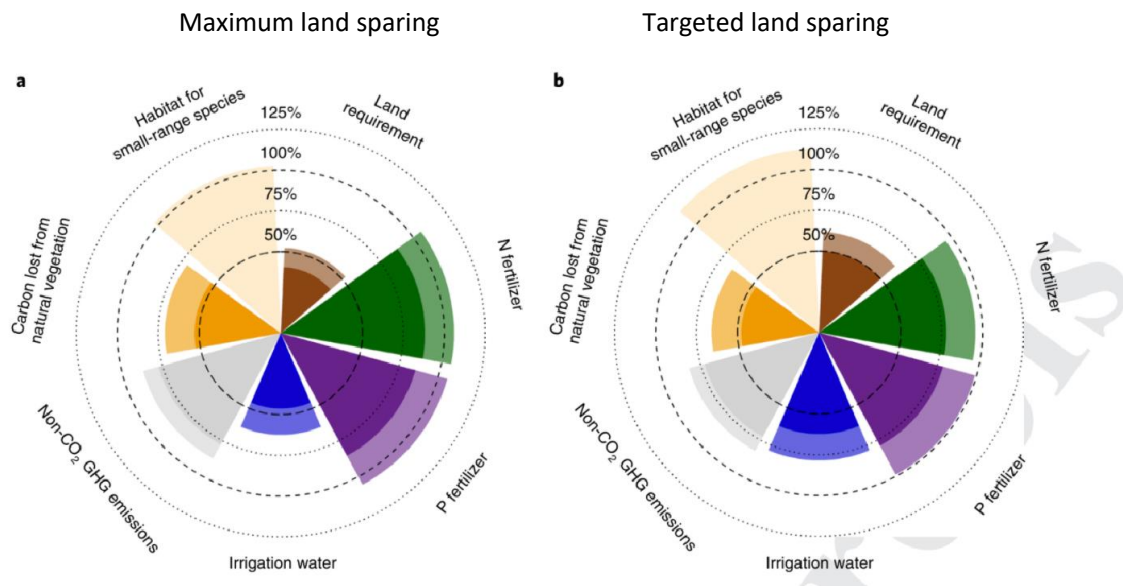 Maximum land sparing
Targeted land sparing
a
Habitat for
small-range species
125%
100%
75%
50%
Land
requirement
N fertilizer
P fertilizer
Irrigation water
Non-CO₂ GHG emissions
Carbon lost from
natural vegetation
b
Habitat for
small-range species
125%
100%
75%
50%
Land
requirement
N fertilizer
P fertilizer
Irrigation water
Non-CO₂ GHG emissions
Carbon lost from
natural vegetation